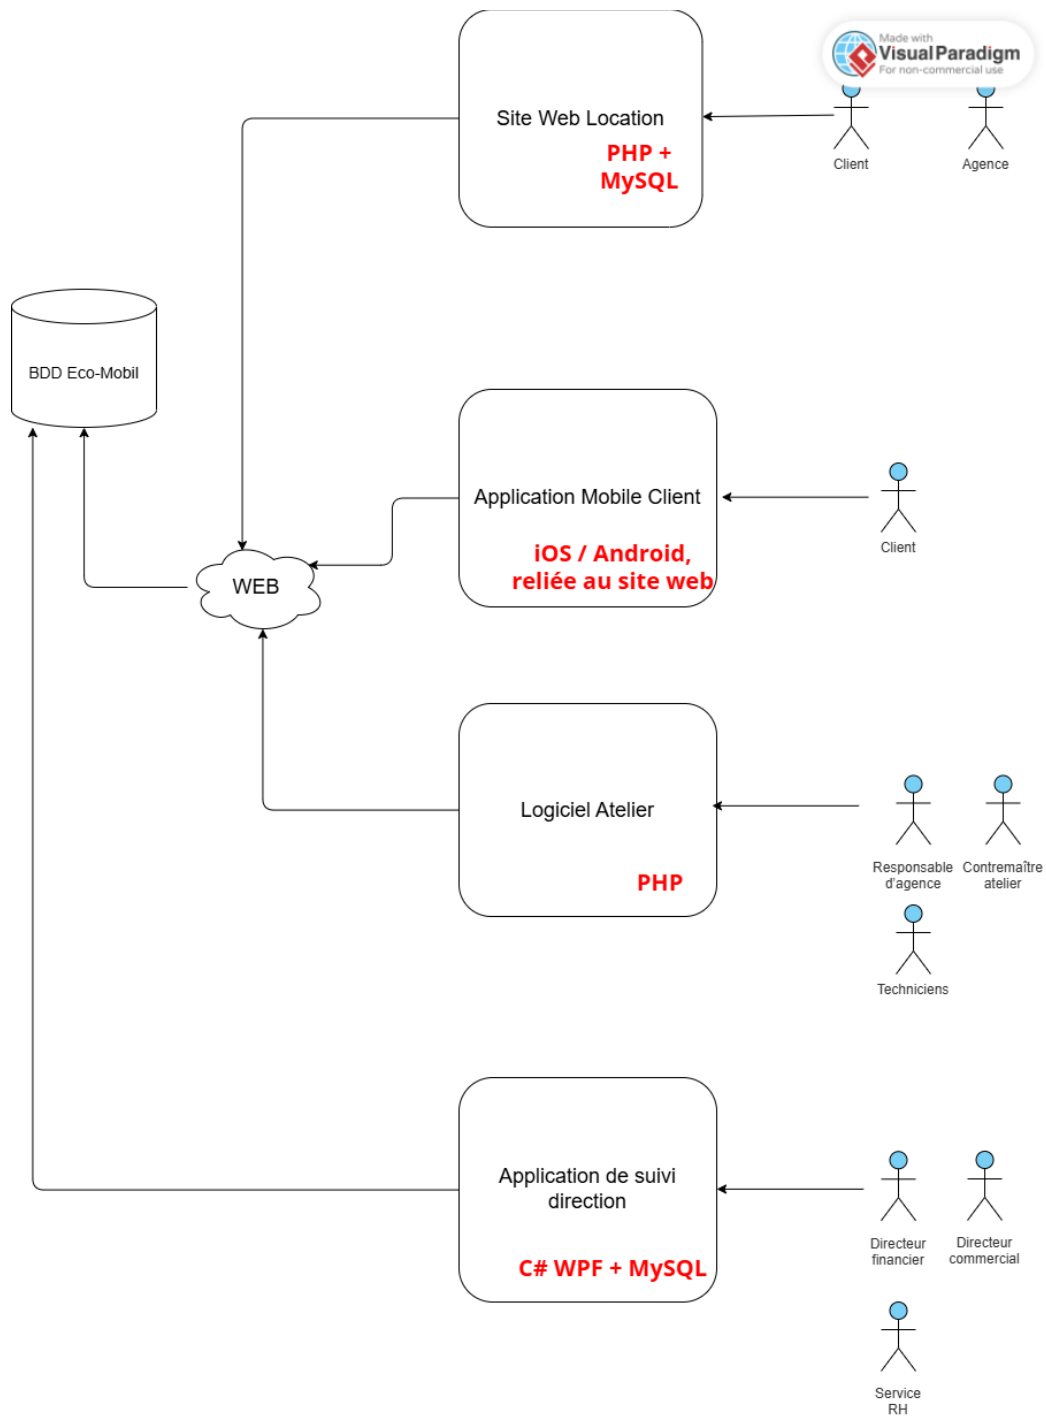 Made with
Visual Paradigm
For non-commercial use
Site Web Location
PHP +
MySQL
Client
Agence
BDD Eco-Mobil
Application Mobile Client
iOS / Android,
reliée au site web
Client
WEB
Logiciel Atelier
PHP
Responsable
d'agence
Contremaître
atelier
Techniciens
Application de suivi
direction
C# WPF + MySQL
Directeur
financier
Directeur
commercial
Service
RH